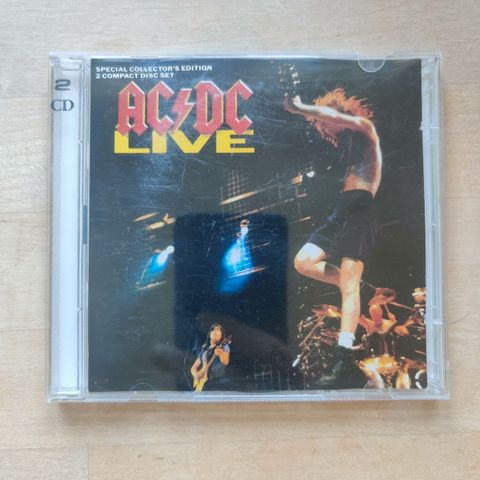 2
CD
SPECIAL COLLECTOR'S EDITION
2 COMPACT DISC SET
AC⚡DC
LIVE